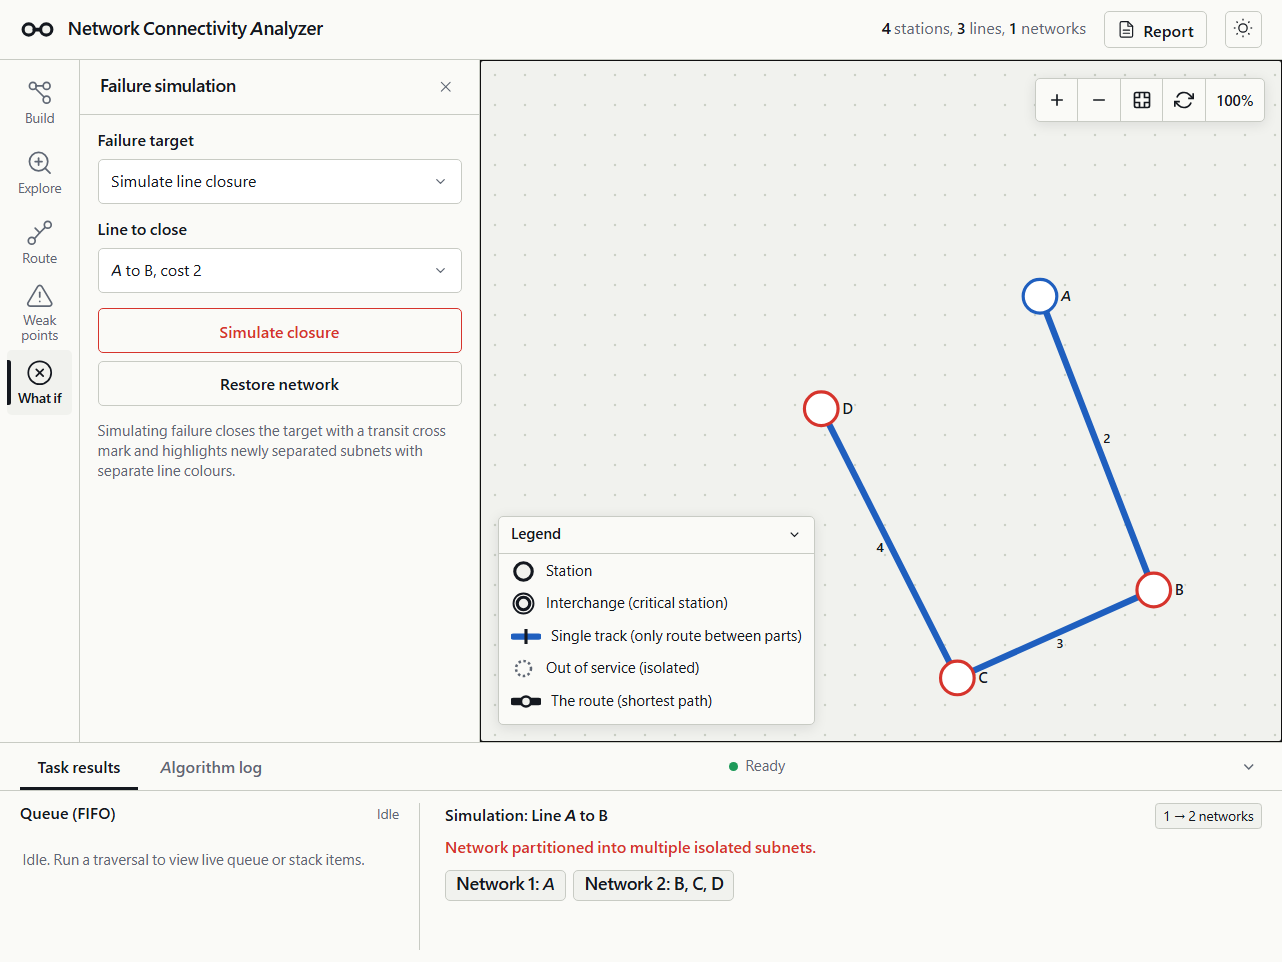 Network Connectivity Analyzer
4 stations, 3 lines, 1 networks
Report
Build
Explore
Route
Weak
points
What if
Failure simulation
Failure target
Simulate line closure
Line to close
A to B, cost 2
Simulate closure
Restore network
Simulating failure closes the target with a transit cross
mark and highlights newly separated subnets with
separate line colours.
100%
A
D
2
4
B
3
C
Legend
Station
Interchange (critical station)
Single track (only route between parts)
Out of service (isolated)
The route (shortest path)
Task results
Algorithm log
Ready
Queue (FIFO)
Idle
Idle. Run a traversal to view live queue or stack items.
Simulation: Line A to B
1 → 2 networks
Network partitioned into multiple isolated subnets.
Network 1: A
Network 2: B, C, D